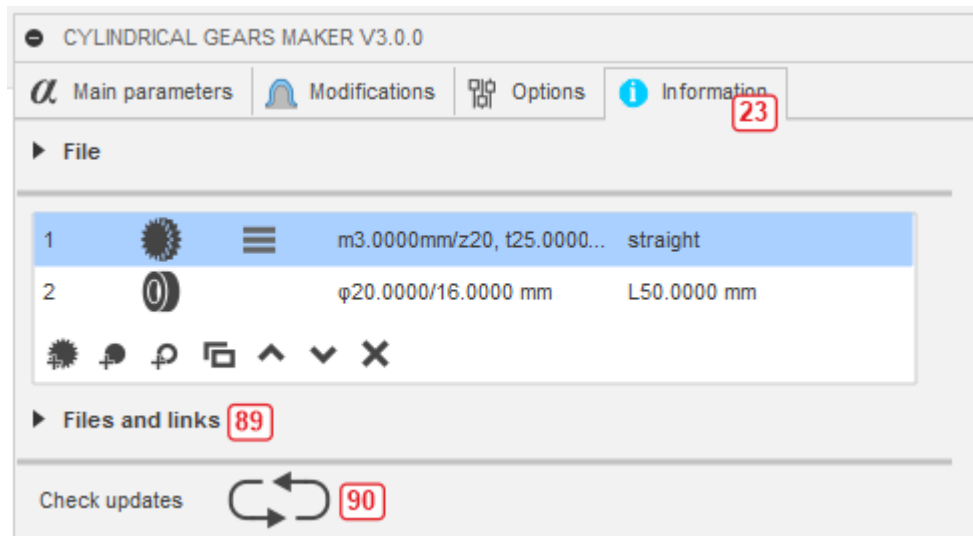 CYLINDRICAL GEARS MAKER V3.0.0
α Main parameters Modifications Options i Information 23
File
1 m3.0000mm/z20, t25.0000... straight
2 φ20.0000/16.0000 mm L50.0000 mm
Files and links 89
Check updates 90